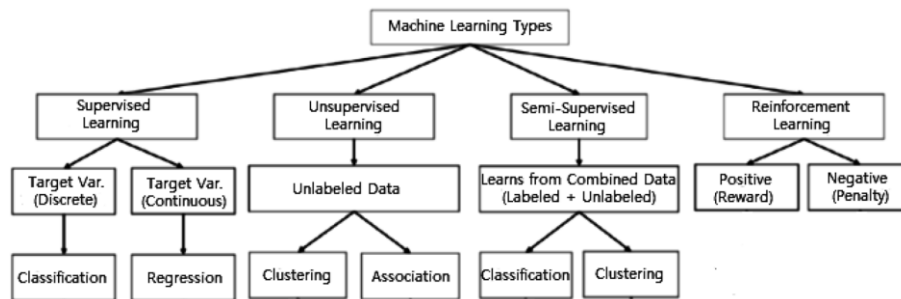 Machine Learning Types
Supervised
Learning
Unsupervised
Learning
Semi-Supervised
Learning
Reinforcement
Learning
Target Var.
(Discrete)
Target Var.
(Continuous)
Unlabeled Data
Learns from Combined Data
(Labeled + Unlabeled)
Positive
(Reward)
Negative
(Penalty)
Classification
Regression
Clustering
Association
Classification
Clustering